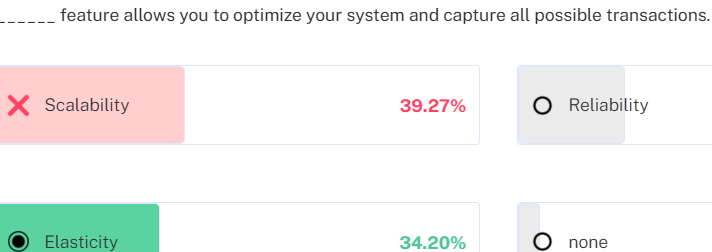 ______ feature allows you to optimize your system and capture all possible transactions.
Scalability 39.27% Reliability
Elasticity 34.20% none